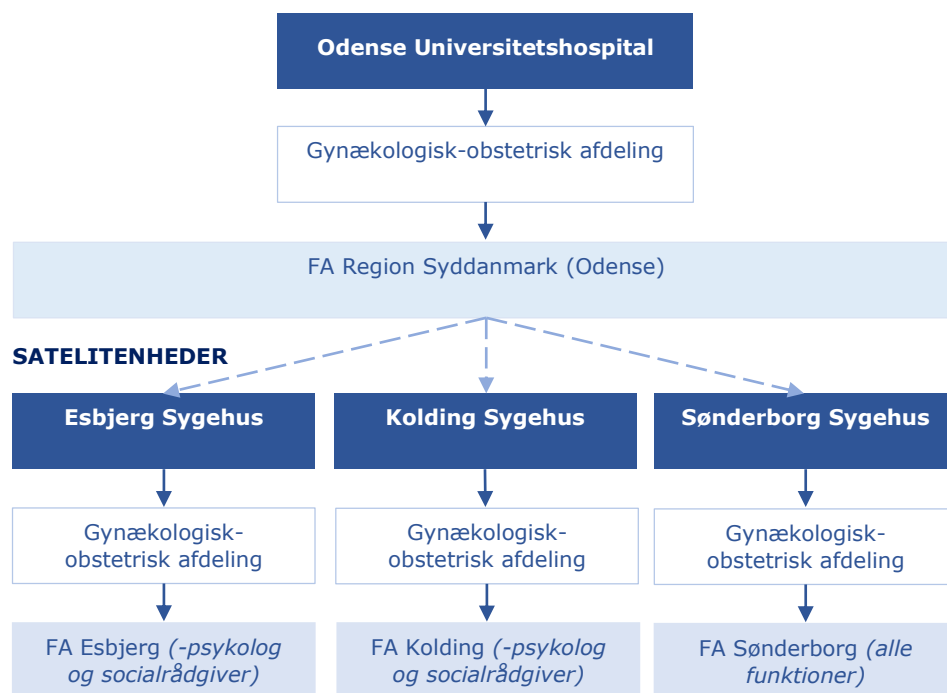 Odense Universitetshospital
Gynækologisk-obstetrisk afdeling
FA Region Syddanmark (Odense)
SATELITENHEDER
Esbjerg Sygehus
Kolding Sygehus
Sønderborg Sygehus
Gynækologisk-
obstetrisk afdeling
Gynækologisk-
obstetrisk afdeling
Gynækologisk-
obstetrisk afdeling
FA Esbjerg (-psykolog
og socialrådgiver)
FA Kolding (-psykolog
og socialrådgiver)
FA Sønderborg (alle
funktioner)